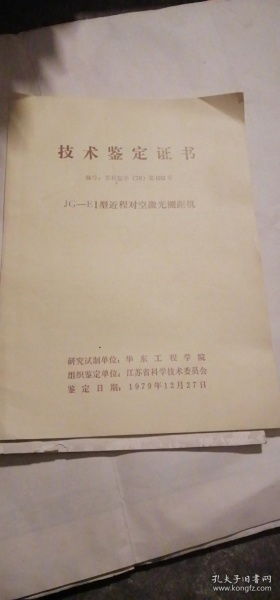 技术鉴定证书
JG—E1型近程对空激光测距机
研究试制单位：华东工程学院
组织鉴定单位：江苏省科学技术委员会
鉴定日期：1979年12月27日
孔夫子旧书网